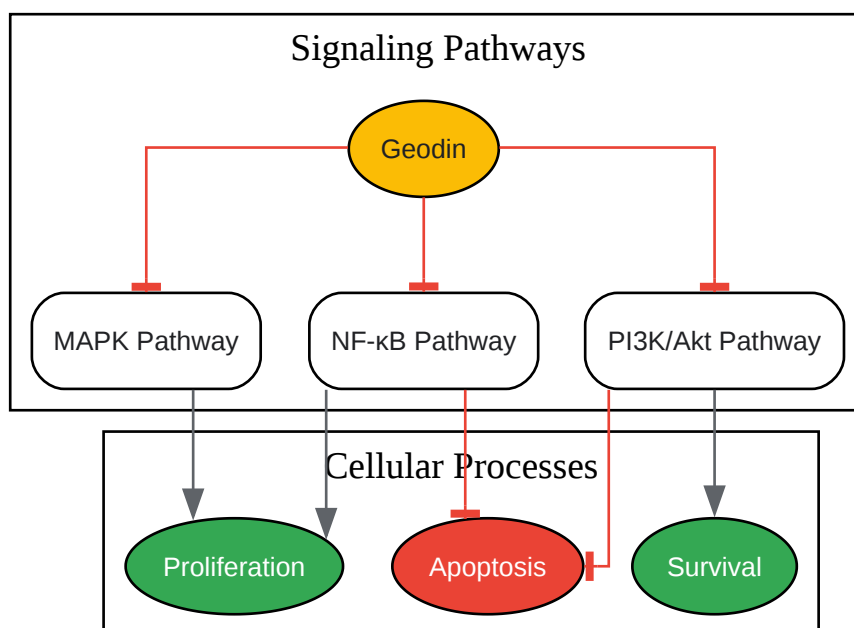 Signaling Pathways
Geodin
MAPK Pathway
NF-κB Pathway
PI3K/Akt Pathway
Cellular Processes
Proliferation
Apoptosis
Survival